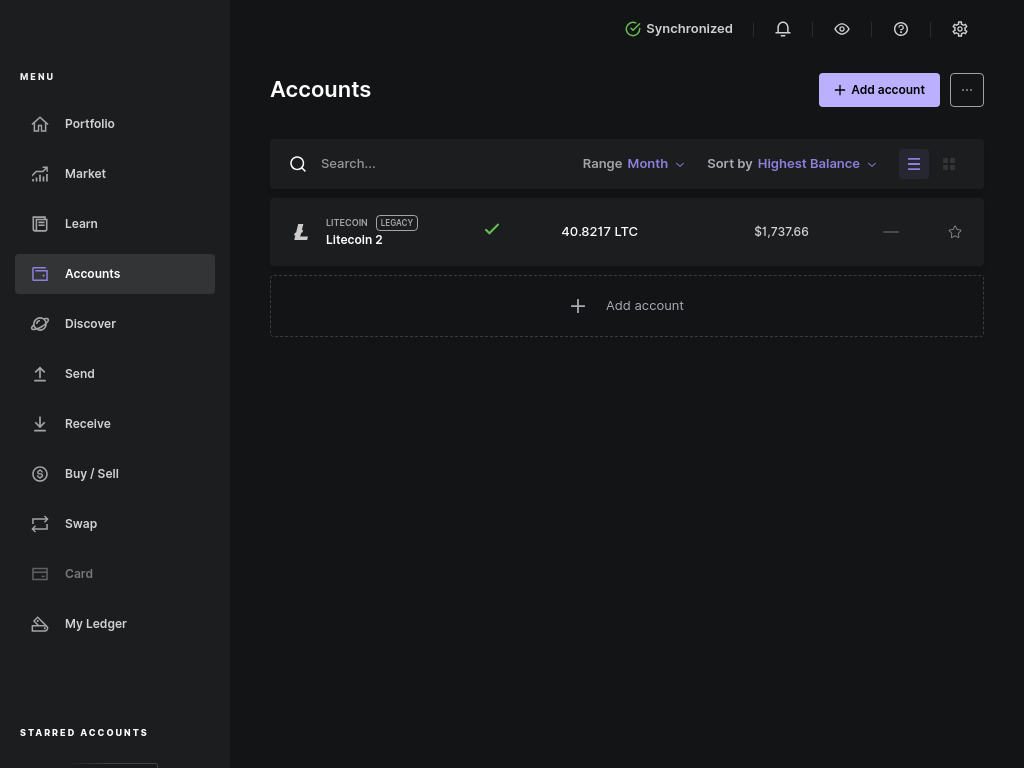 Synchronized
MENU
Portfolio
Market
Learn
Accounts
Discover
Send
Receive
Buy / Sell
Swap
Card
My Ledger
STARRED ACCOUNTS
Accounts
Add account
Search...
Range Month
Sort by Highest Balance
LITECOIN LEGACY
Litecoin 2
40.8217 LTC
$1,737.66
Add account